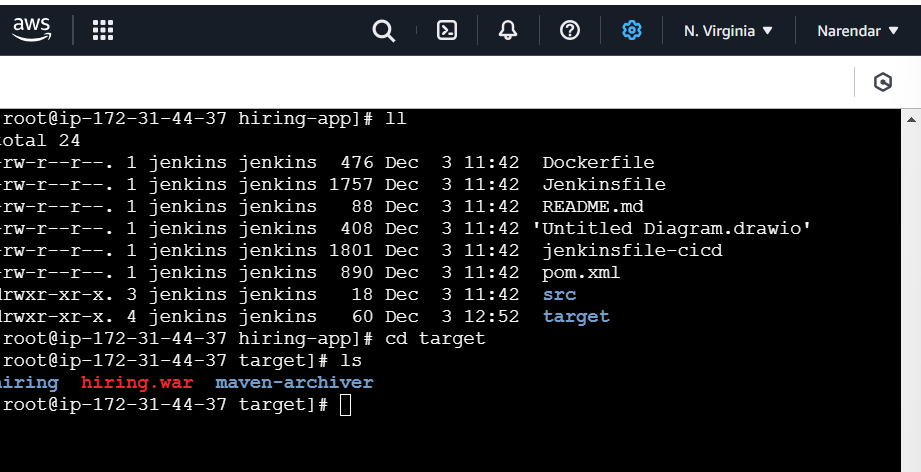 aws
N. Virginia ▼ Narendar ▼
root@ip-172-31-44-37 hiring-app]# ll
otal 24
rw-r--r--. 1 jenkins jenkins  476 Dec  3 11:42  Dockerfile
rw-r--r--. 1 jenkins jenkins 1757 Dec  3 11:42  Jenkinsfile
rw-r--r--. 1 jenkins jenkins   88 Dec  3 11:42  README.md
rw-r--r--. 1 jenkins jenkins  408 Dec  3 11:42 'Untitled Diagram.drawio'
rw-r--r--. 1 jenkins jenkins 1801 Dec  3 11:42  jenkinsfile-cicd
rw-r--r--. 1 jenkins jenkins  890 Dec  3 11:42  pom.xml
drwxr-xr-x. 3 jenkins jenkins   18 Dec  3 11:42  src
drwxr-xr-x. 4 jenkins jenkins   60 Dec  3 12:52  target
root@ip-172-31-44-37 hiring-app]# cd target
root@ip-172-31-44-37 target]# ls
hiring  hiring.war  maven-archiver
root@ip-172-31-44-37 target]#